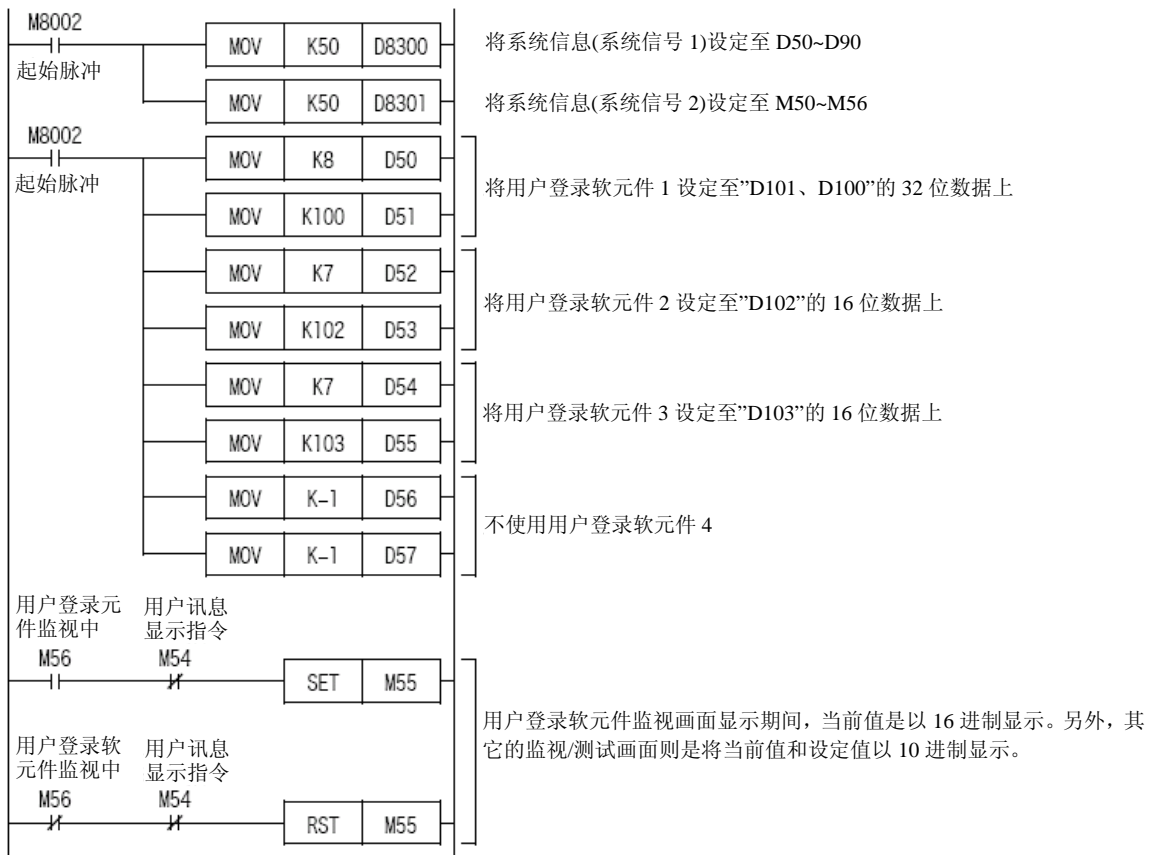 M8002
起始脉冲
MOV K50 D8300
将系统信息(系统信号 1)设定至 D50~D90
MOV K50 D8301
将系统信息(系统信号 2)设定至 M50~M56
M8002
起始脉冲
MOV K8 D50
将用户登录软元件 1 设定至”D101、D100”的 32 位数据上
MOV K100 D51
MOV K7 D52
将用户登录软元件 2 设定至”D102”的 16 位数据上
MOV K102 D53
MOV K7 D54
将用户登录软元件 3 设定至”D103”的 16 位数据上
MOV K103 D55
MOV K-1 D56
不使用用户登录软元件 4
MOV K-1 D57
用户登录元
件监视中
用户讯息
显示指令
M56
M54
SET M55
用户登录软元件监视画面显示期间，当前值是以 16 进制显示。另外，其
它的监视/测试画面则是将当前值和设定值以 10 进制显示。
用户登录软
元件监视中
用户讯息
显示指令
M56
M54
RST M55